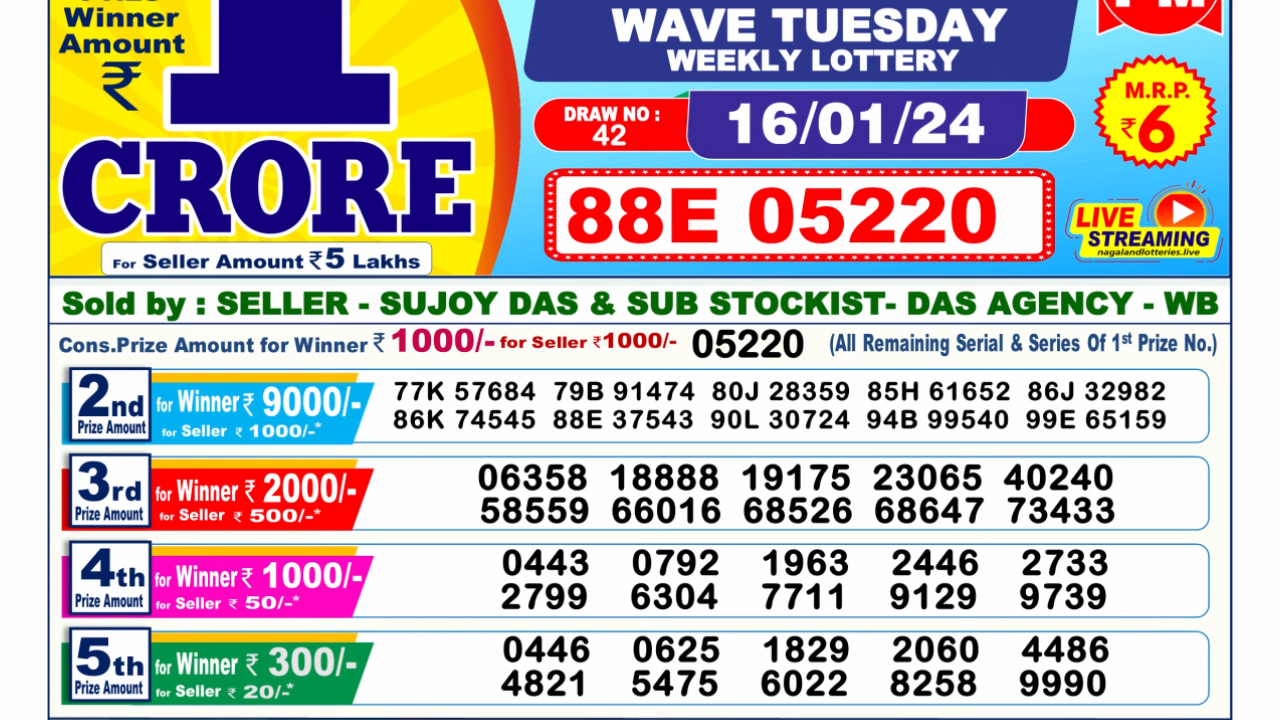 Winner
Amount
₹
1
CRORE
For Seller Amount ₹5 Lakhs
WAVE TUESDAY
WEEKLY LOTTERY
DRAW NO :
42
16/01/24
M.R.P.
₹6
88E 05220
LIVE
STREAMING
nagalandlotteries.live
Sold by : SELLER - SUJOY DAS & SUB STOCKIST- DAS AGENCY - WB
Cons.Prize Amount for Winner ₹ 1000/- for Seller ₹1000/- 05220 (All Remaining Serial & Series Of 1st Prize No.)
2nd
Prize Amount
for Winner ₹ 9000/-
for Seller ₹ 1000/-*
77K 57684 79B 91474 80J 28359 85H 61652 86J 32982
86K 74545 88E 37543 90L 30724 94B 99540 99E 65159
3rd
Prize Amount
for Winner ₹ 2000/-
for Seller ₹ 500/-*
06358 18888 19175 23065 40240
58559 66016 68526 68647 73433
4th
Prize Amount
for Winner ₹ 1000/-
for Seller ₹ 50/-*
0443 0792 1963 2446 2733
2799 6304 7711 9129 9739
5th
Prize Amount
for Winner ₹ 300/-
for Seller ₹ 20/-*
0446 0625 1829 2060 4486
4821 5475 6022 8258 9990